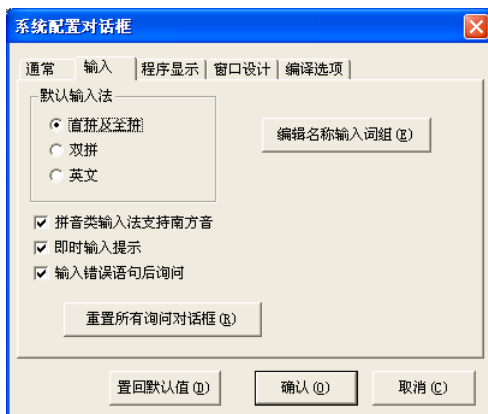 系统配置对话框
通常 输入 程序显示 窗口设计 编译选项
默认输入法
首拼及全拼
双拼
英文
编辑名称输入词组(E)
拼音类输入法支持南方音
即时输入提示
输入错误语句后询问
重置所有询问对话框(R)
置回默认值(D) 确认(O) 取消(C)